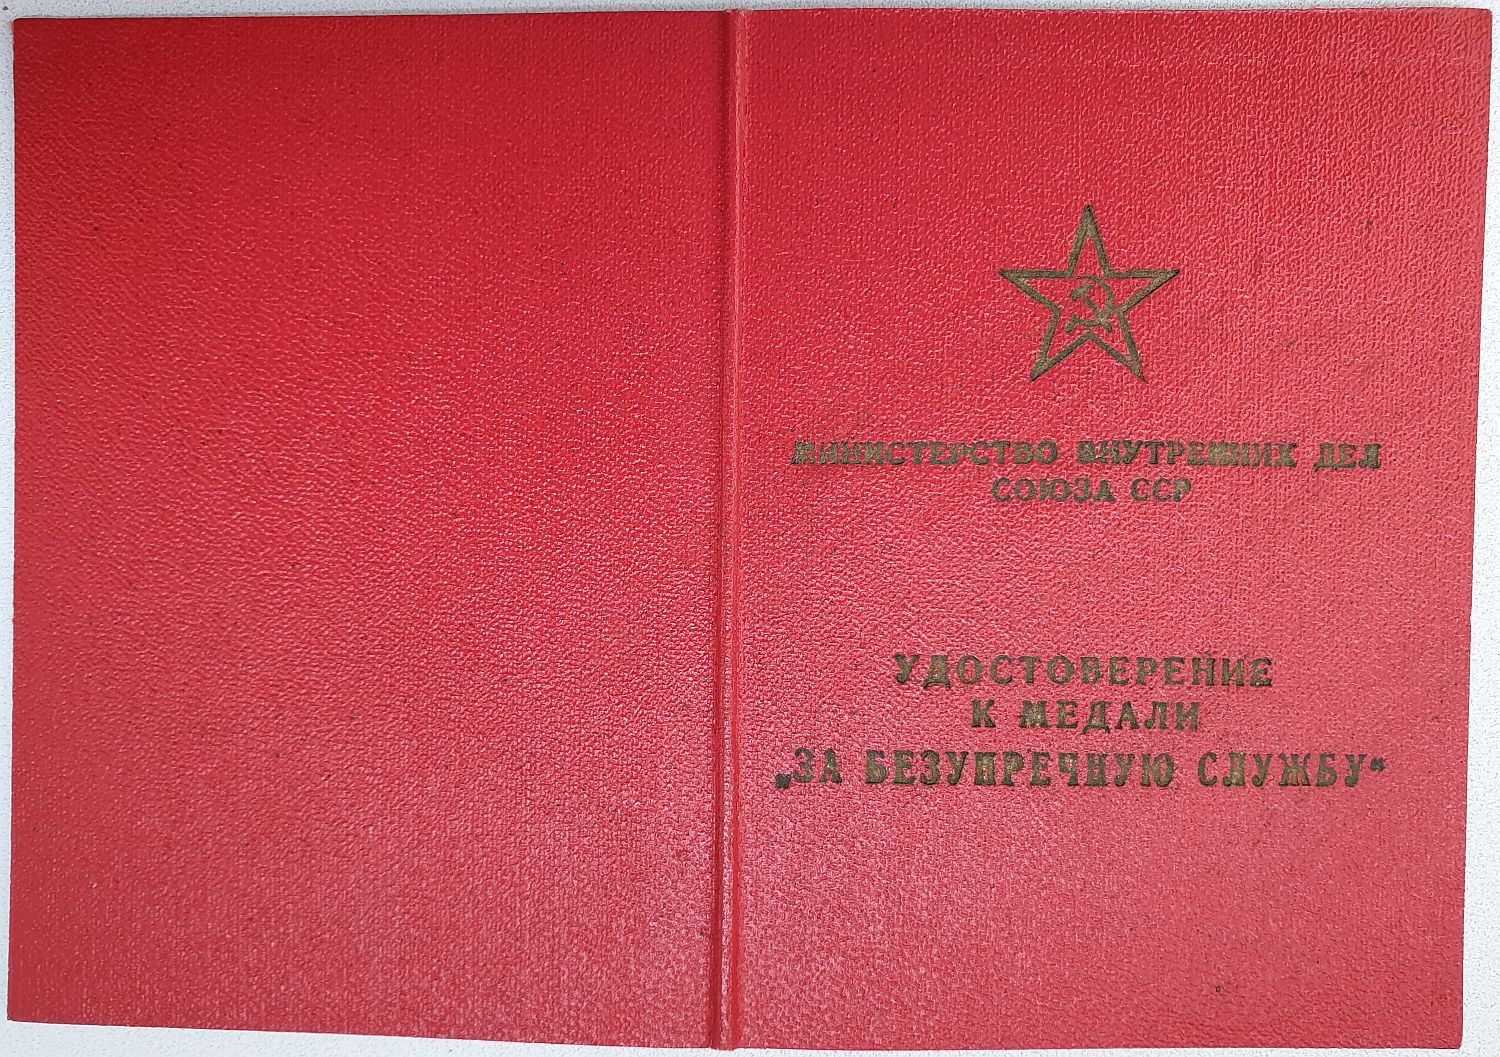 МИНИСТЕРСТВО ВНУТРЕННИХ ДЕЛ
СОЮЗА ССР
УДОСТОВЕРЕНИЕ
К МЕДАЛИ
„ЗА БЕЗУПРЕЧНУЮ СЛУЖБУ“